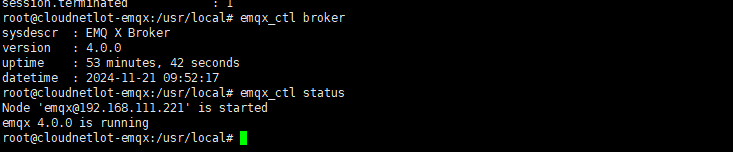 session.terminated           : 1
root@cloudnetlot-emqx:/usr/local# emqx_ctl broker
sysdescr  : EMQ X Broker
version   : 4.0.0
uptime    : 53 minutes, 42 seconds
datetime  : 2024-11-21 09:52:17
root@cloudnetlot-emqx:/usr/local# emqx_ctl status
Node 'emqx@192.168.111.221' is started
emqx 4.0.0 is running
root@cloudnetlot-emqx:/usr/local#